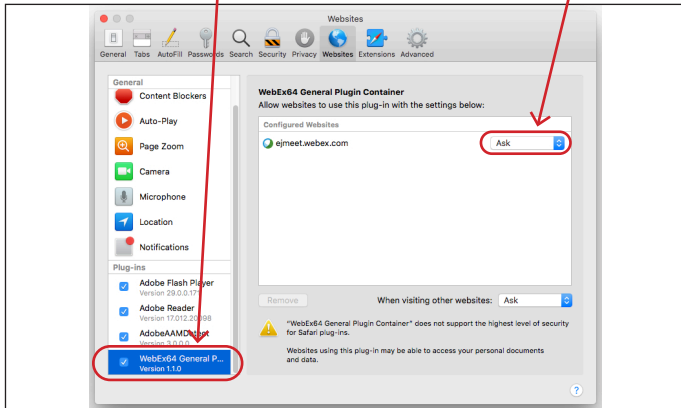 Websites
General Tabs AutoFill Passwords Search Security Privacy Websites Extensions Advanced
General
Content Blockers
Auto-Play
Page Zoom
Camera
Microphone
Location
Notifications
Plug-ins
Adobe Flash Player
Version 29.0.0.171
Adobe Reader
Version 17.012.20098
AdobeAAMDetect
Version 3.0.0.0
WebEx64 General P...
Version 1.1.0
WebEx64 General Plugin Container
Allow websites to use this plug-in with the settings below:
Configured Websites
ejmeet.webex.com Ask
Remove When visiting other websites: Ask
"WebEx64 General Plugin Container" does not support the highest level of security
for Safari plug-ins.
Websites using this plug-in may be able to access your personal documents
and data.
?